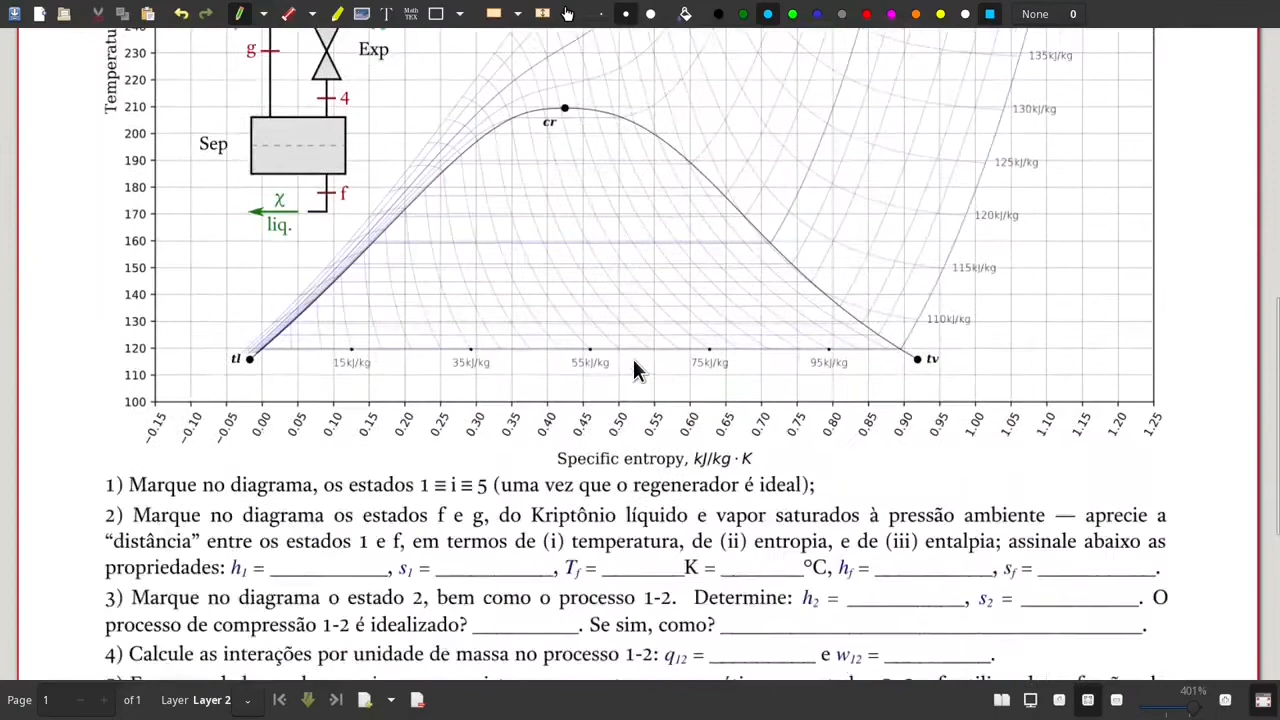 Math
TEX
None 0
240
g
Exp
230
135kJ/kg
Temperatu
220
4
210
130kJ/kg
cr
200
Sep
190
125kJ/kg
180
f
χ
170
120kJ/kg
liq.
160
150
115kJ/kg
140
130
110kJ/kg
120
tl
tv
15kJ/kg 35kJ/kg 55kJ/kg 75kJ/kg 95kJ/kg
110
100
−0.15 −0.10 −0.05 0.00 0.05 0.10 0.15 0.20 0.25 0.30 0.35 0.40 0.45 0.50 0.55 0.60 0.65 0.70 0.75 0.80 0.85 0.90 0.95 1.00 1.05 1.10 1.15 1.20 1.25
Specific entropy, kJ/kg · K
1) Marque no diagrama, os estados 1 ≡ i ≡ 5 (uma vez que o regenerador é ideal);
2) Marque no diagrama os estados f e g, do Kriptônio líquido e vapor saturados à pressão ambiente — aprecie a
“distância” entre os estados 1 e f, em termos de (i) temperatura, de (ii) entropia, e de (iii) entalpia; assinale abaixo as
propriedades: h1 = ___________, s1 = ___________, Tf = ________K = ________°C, hf = ___________, sf = ___________.
3) Marque no diagrama o estado 2, bem como o processo 1-2. Determine: h2 = ___________, s2 = ___________. O
processo de compressão 1-2 é idealizado? __________. Se sim, como? ________________________________________.
4) Calcule as interações por unidade de massa no processo 1-2: q12 = __________ e w12 = __________.
Page 1 of 1 Layer Layer 2 401%